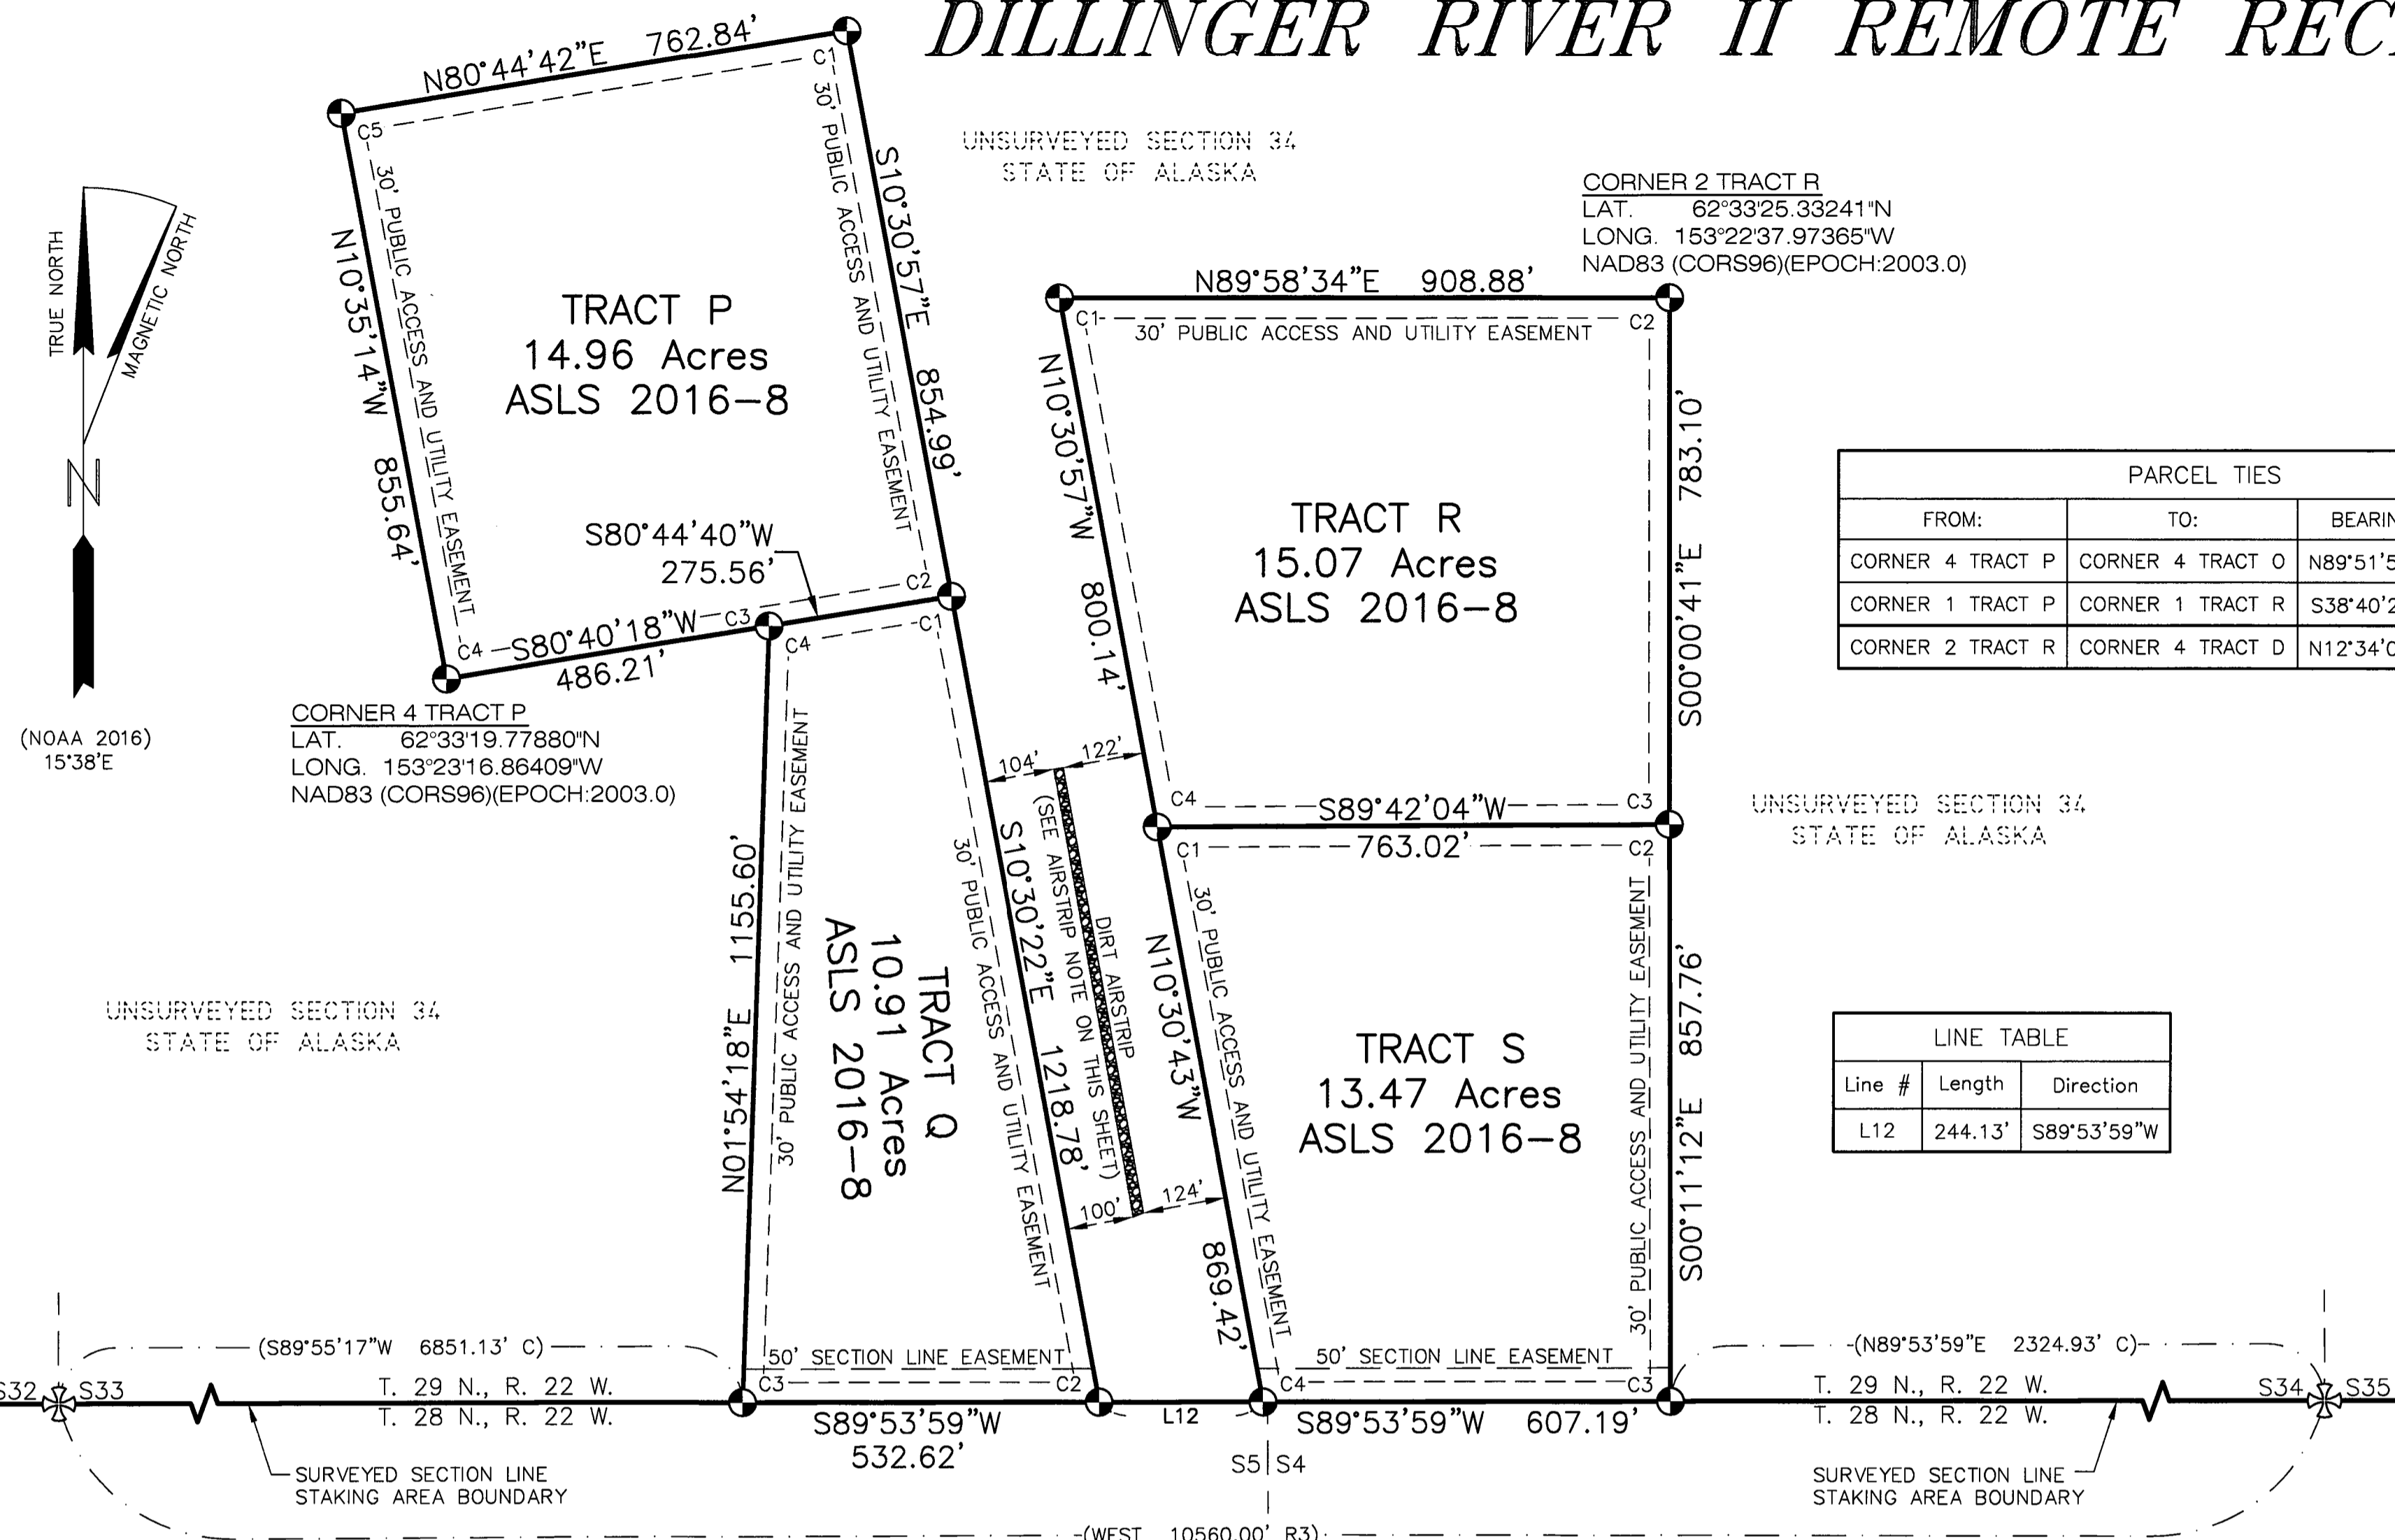 DILLINGER RIVER II REMOTE REC
N80°44'42"E 762.84'
C1
C5
30' PUBLIC ACCESS AND UTILITY EASEMENT
30' PUBLIC ACCESS AND UTILITY EASEMENT
S10°30'57"E 854.99'
N10°35'14"W 855.64'
TRACT P
14.96 Acres
ASLS 2016-8
S80°44'40"W
275.56'
C2
C3
C4
S80°40'18"W
486.21'
UNSURVEYED SECTION 34
STATE OF ALASKA
TRUE NORTH
MAGNETIC NORTH
N
(NOAA 2016)
15°38'E
CORNER 4 TRACT P
LAT. 62°33'19.77880"N
LONG. 153°23'16.86409"W
NAD83 (CORS96)(EPOCH:2003.0)
CORNER 2 TRACT R
LAT. 62°33'25.33241"N
LONG. 153°22'37.97365"W
NAD83 (CORS96)(EPOCH:2003.0)
N89°58'34"E 908.88'
C1
30' PUBLIC ACCESS AND UTILITY EASEMENT
C2
N10°30'57"W 800.14'
TRACT R
15.07 Acres
ASLS 2016-8
S00°00'41"E 783.10'
C4
S89°42'04"W
C3
763.02'
PARCEL TIES
FROM: TO: BEARIN
CORNER 4 TRACT P CORNER 4 TRACT O N89°51'5
CORNER 1 TRACT P CORNER 1 TRACT R S38°40'2
CORNER 2 TRACT R CORNER 4 TRACT D N12°34'0
UNSURVEYED SECTION 34
STATE OF ALASKA
C4
C1
N01°54'18"E 1155.60'
30' PUBLIC ACCESS AND UTILITY EASEMENT
TRACT Q
10.91 Acres
ASLS 2016-8
30' PUBLIC ACCESS AND UTILITY EASEMENT
S10°30'22"E 1218.78'
104'
122'
(SEE AIRSTRIP NOTE ON THIS SHEET)
DIRT AIRSTRIP
100'
124'
C1
C2
30' PUBLIC ACCESS AND UTILITY EASEMENT
N10°30'43"W
869.42'
TRACT S
13.47 Acres
ASLS 2016-8
30' PUBLIC ACCESS AND UTILITY EASEMENT
S00°11'12"E 857.76'
UNSURVEYED SECTION 34
STATE OF ALASKA
LINE TABLE
Line # Length Direction
L12 244.13' S89°53'59"W
(S89°55'17"W 6851.13' C)
50' SECTION LINE EASEMENT
C3
C2
50' SECTION LINE EASEMENT
C4
C3
(N89°53'59"E 2324.93' C)
S32 S33
T. 29 N., R. 22 W.
T. 28 N., R. 22 W.
S89°53'59"W
532.62'
L12
S89°53'59"W 607.19'
T. 29 N., R. 22 W.
T. 28 N., R. 22 W.
S34 S35
SURVEYED SECTION LINE
STAKING AREA BOUNDARY
S5 S4
SURVEYED SECTION LINE
STAKING AREA BOUNDARY
(WEST 10560.00' R3)